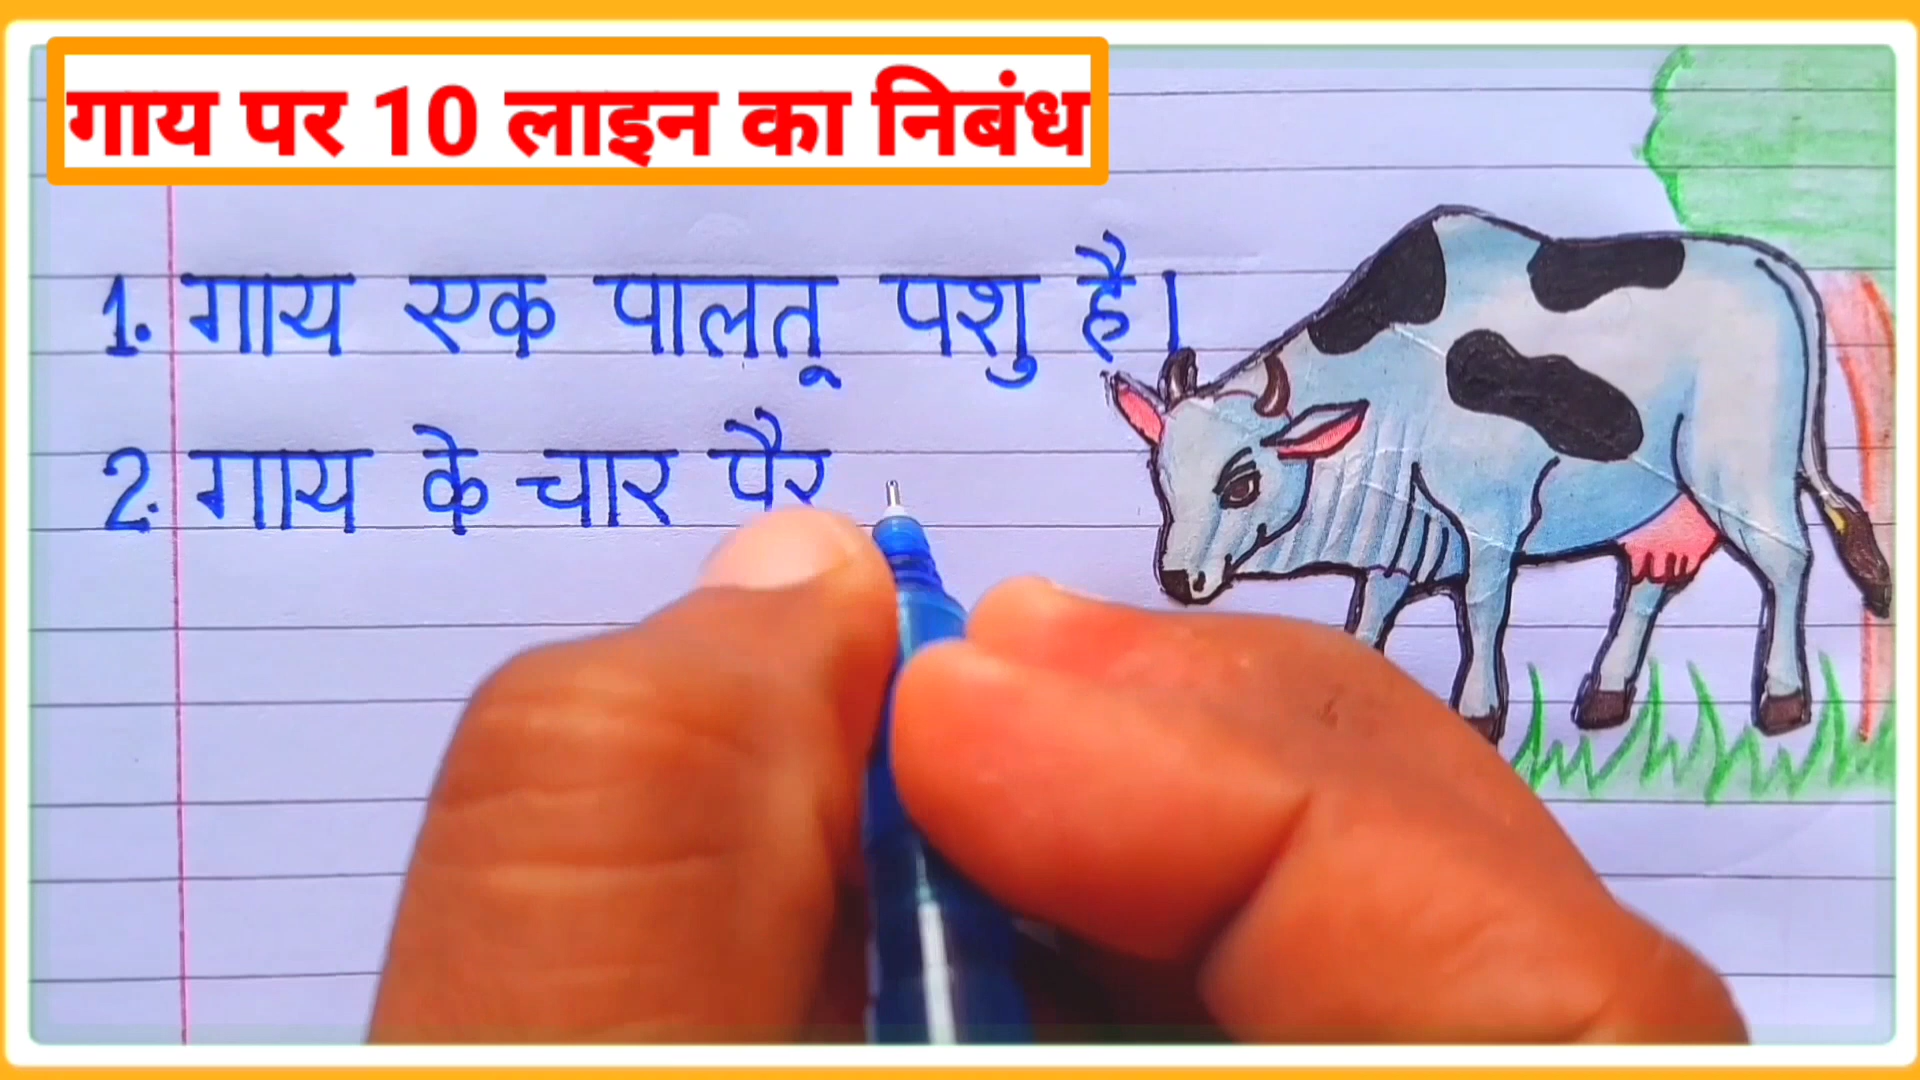 गाय पर 10 लाइन का निबंध
1. गाय एक पालतू पशु है।
2. गाय के चार पैर